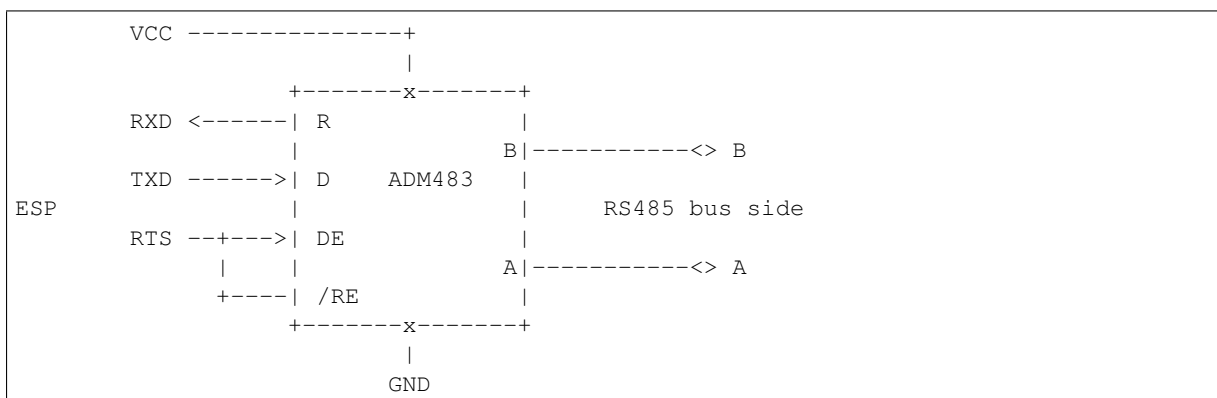 VCC ---------------+
|
+-------x-------+
RXD <------| R |
| B|-----------<> B
TXD ------>| D ADM483 |
ESP | | RS485 bus side
RTS --+--->| DE |
| | A|-----------<> A
+----| /RE |
+-------x-------+
|
GND